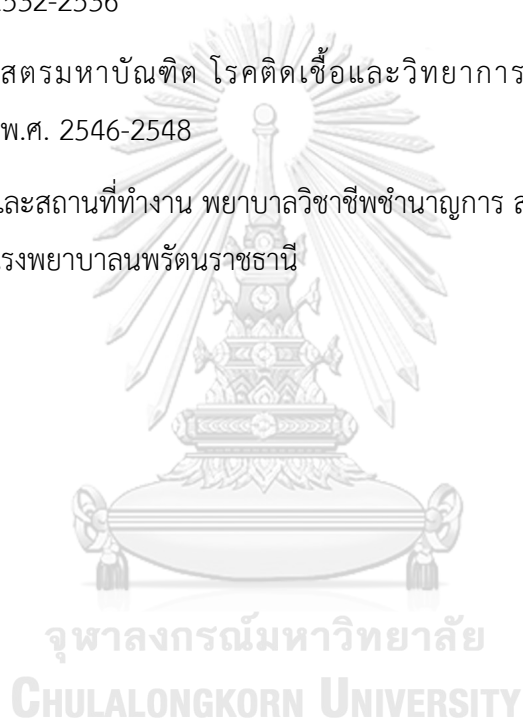 2532-2536
สตรมหาบัณฑิต โรคติดเชื้อและวิทยาการ
พ.ศ. 2546-2548
และสถานที่ทำงาน พยาบาลวิชาชีพชำนาญการ ส
โรงพยาบาลนพรัตนราชธานี
จุฬาลงกรณ์มหาวิทยาลัย
CHULALONGKORN UNIVERSITY